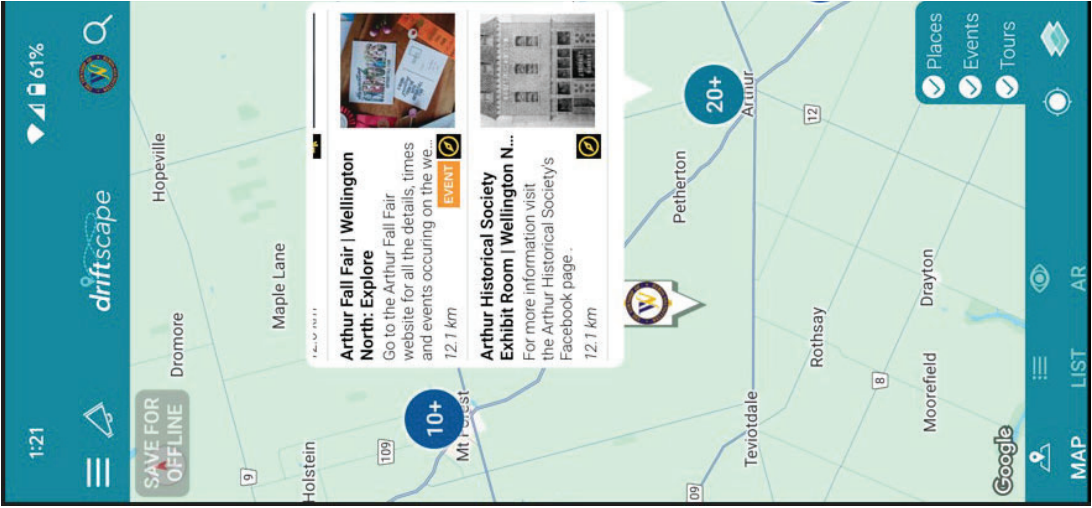 1:21
61%
driftscape
SAVE FOR
OFFLINE
Hopeville
Dromore
Maple Lane
9
Holstein
109
Mt Forest
10+
Arthur Fall Fair | Wellington
North: Explore
Go to the Arthur Fall Fair
website for all the details, times
and events occuring on the we...
12.1 km
EVENT
Arthur Historical Society
Exhibit Room | Wellington N...
For more information visit
the Arthur Historical Society's
Facebook page .
12.1 km
20+
Arthur
12
Petherton
W
Teviotdale
09
Rothsay
8
Drayton
Moorefield
Places
Events
Tours
Google
MAP
LIST
AR